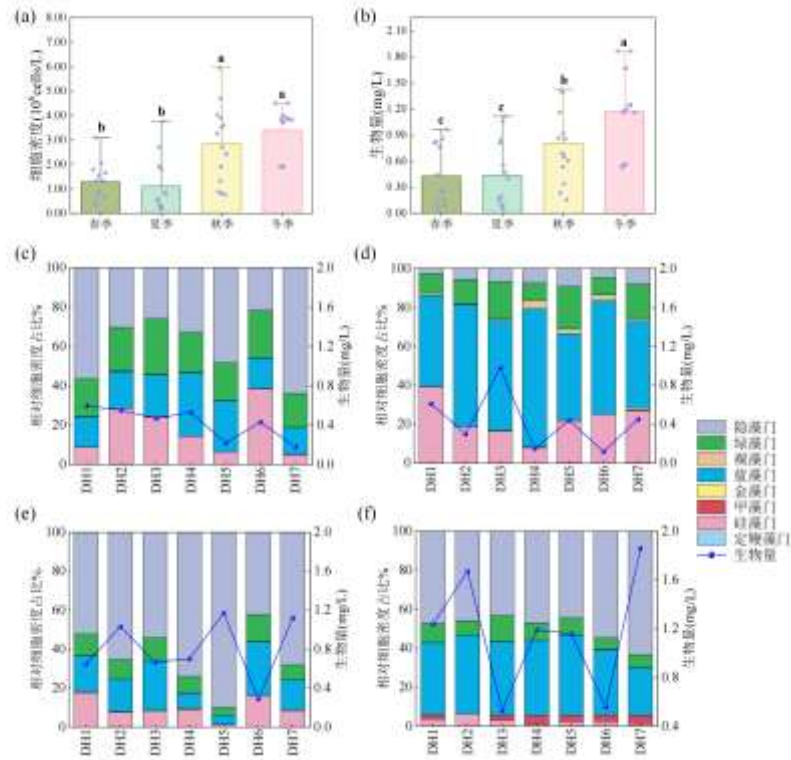 (a)
细胞密度(10⁶cells/L)
8.00
7.00
6.00
5.00
4.00
3.00
2.00
1.00
0.00
b
b
a
a
春季 夏季 秋季 冬季
(b)
生物量(mg/L)
2.10
1.80
1.50
1.20
0.90
0.60
0.30
0.00
c
c
b
a
春季 夏季 秋季 冬季
(c)
相对细胞密度占比%
100
80
60
40
20
0
2.0
1.6
1.2
0.8
0.4
0.0
生物量(mg/L)
DH1 DH2 DH3 DH4 DH5 DH6 DH7
(d)
相对细胞密度占比%
100
80
60
40
20
0
2.0
1.6
1.2
0.8
0.4
0.0
生物量(mg/L)
DH1 DH2 DH3 DH4 DH5 DH6 DH7
隐藻门
绿藻门
裸藻门
蓝藻门
金藻门
甲藻门
硅藻门
定鞭藻门
生物量
(e)
相对细胞密度占比%
100
80
60
40
20
0
2.0
1.6
1.2
0.8
0.4
0.0
生物量(mg/L)
DH1 DH2 DH3 DH4 DH5 DH6 DH7
(f)
相对细胞密度占比%
100
80
60
40
20
0
2.0
1.6
1.2
0.8
0.4
生物量(mg/L)
DH1 DH2 DH3 DH4 DH5 DH6 DH7